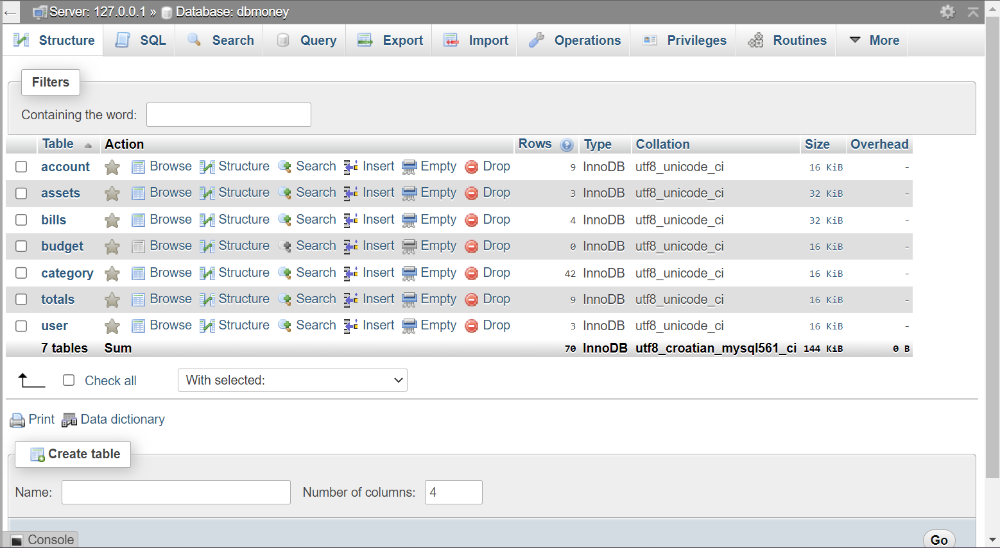 ← Server: 127.0.0.1 » Database: dbmoney
Structure SQL Search Query Export Import Operations Privileges Routines More
Filters
Containing the word:
Table Action Rows Type Collation Size Overhead
account Browse Structure Search Insert Empty Drop 9 InnoDB utf8_unicode_ci 16 KiB -
assets Browse Structure Search Insert Empty Drop 3 InnoDB utf8_unicode_ci 32 KiB -
bills Browse Structure Search Insert Empty Drop 4 InnoDB utf8_unicode_ci 32 KiB -
budget Browse Structure Search Insert Empty Drop 0 InnoDB utf8_unicode_ci 16 KiB -
category Browse Structure Search Insert Empty Drop 42 InnoDB utf8_unicode_ci 16 KiB -
totals Browse Structure Search Insert Empty Drop 9 InnoDB utf8_unicode_ci 16 KiB -
user Browse Structure Search Insert Empty Drop 3 InnoDB utf8_unicode_ci 16 KiB -
7 tables Sum 70 InnoDB utf8_croatian_mysql561_ci 144 KiB 0 B
Check all With selected:
Print Data dictionary
Create table
Name: Number of columns: 4
Console Go